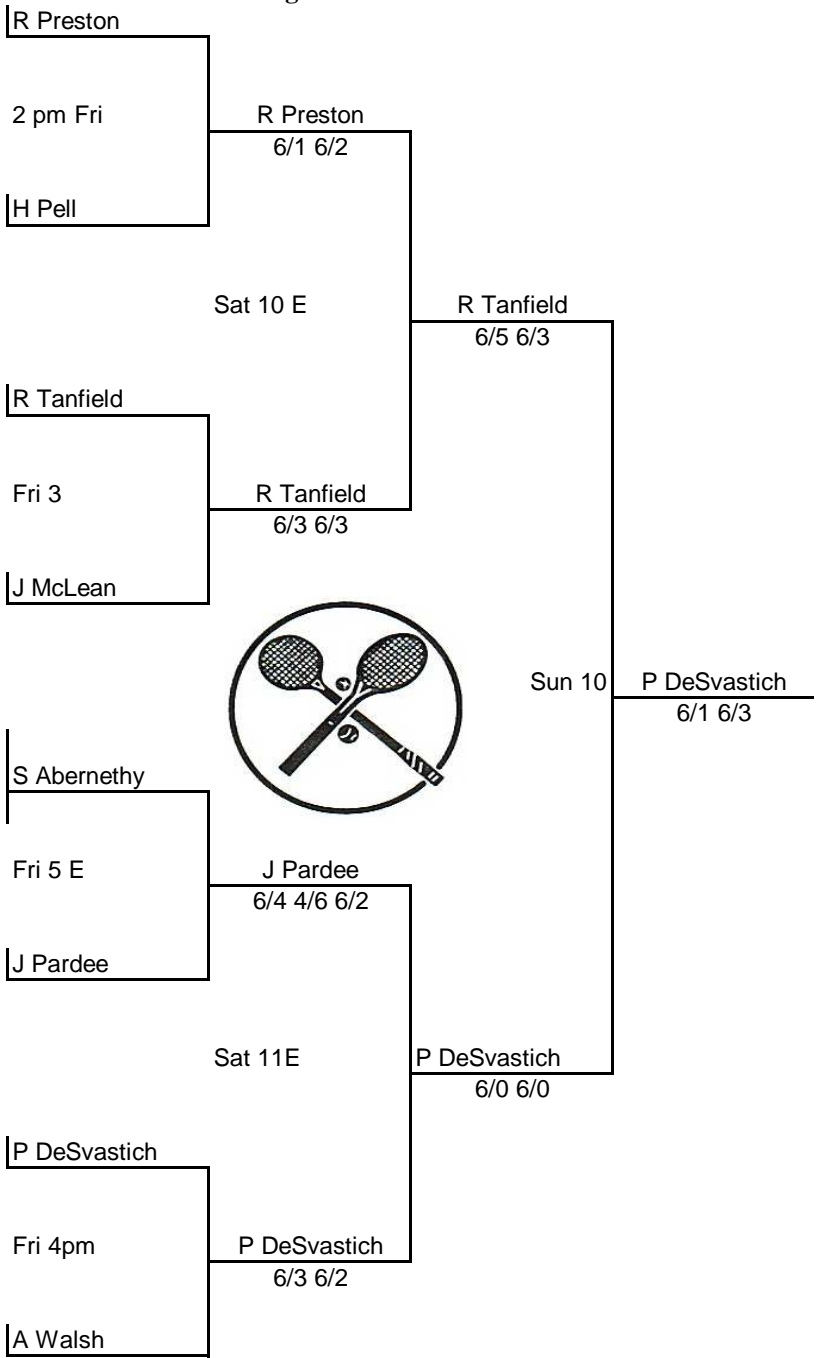 R Preston
2 pm Fri
R Preston
6/1 6/2
H Pell
Sat 10 E
R Tanfield
6/5 6/3
R Tanfield
Fri 3
R Tanfield
6/3 6/3
J McLean
Sun 10
P DeSvastich
6/1 6/3
S Abernethy
Fri 5 E
J Pardee
6/4 4/6 6/2
J Pardee
Sat 11E
P DeSvastich
6/0 6/0
P DeSvastich
Fri 4pm
P DeSvastich
6/3 6/2
A Walsh